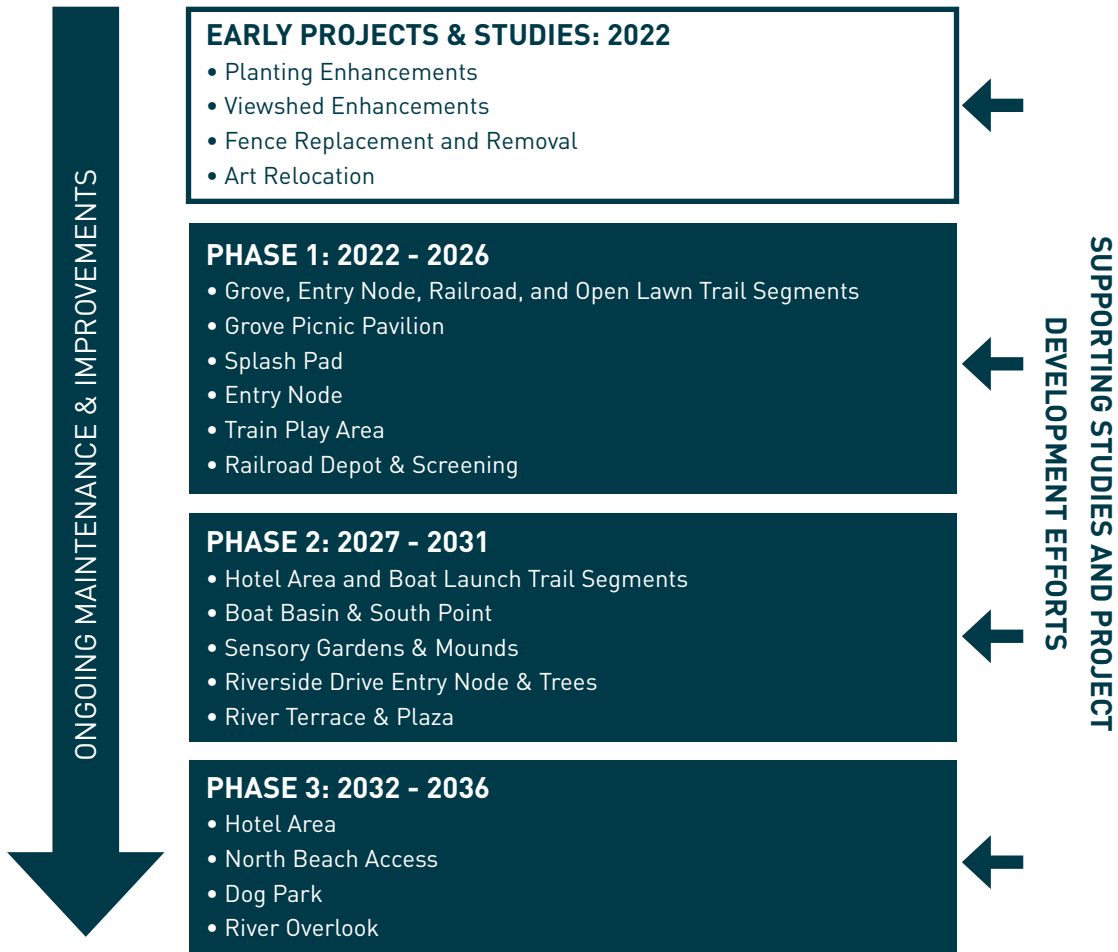 ONGOING MAINTENANCE & IMPROVEMENTS
EARLY PROJECTS & STUDIES: 2022
• Planting Enhancements
• Viewshed Enhancements
• Fence Replacement and Removal
• Art Relocation
PHASE 1: 2022 - 2026
• Grove, Entry Node, Railroad, and Open Lawn Trail Segments
• Grove Picnic Pavilion
• Splash Pad
• Entry Node
• Train Play Area
• Railroad Depot & Screening
PHASE 2: 2027 - 2031
• Hotel Area and Boat Launch Trail Segments
• Boat Basin & South Point
• Sensory Gardens & Mounds
• Riverside Drive Entry Node & Trees
• River Terrace & Plaza
PHASE 3: 2032 - 2036
• Hotel Area
• North Beach Access
• Dog Park
• River Overlook
SUPPORTING STUDIES AND PROJECT
DEVELOPMENT EFFORTS